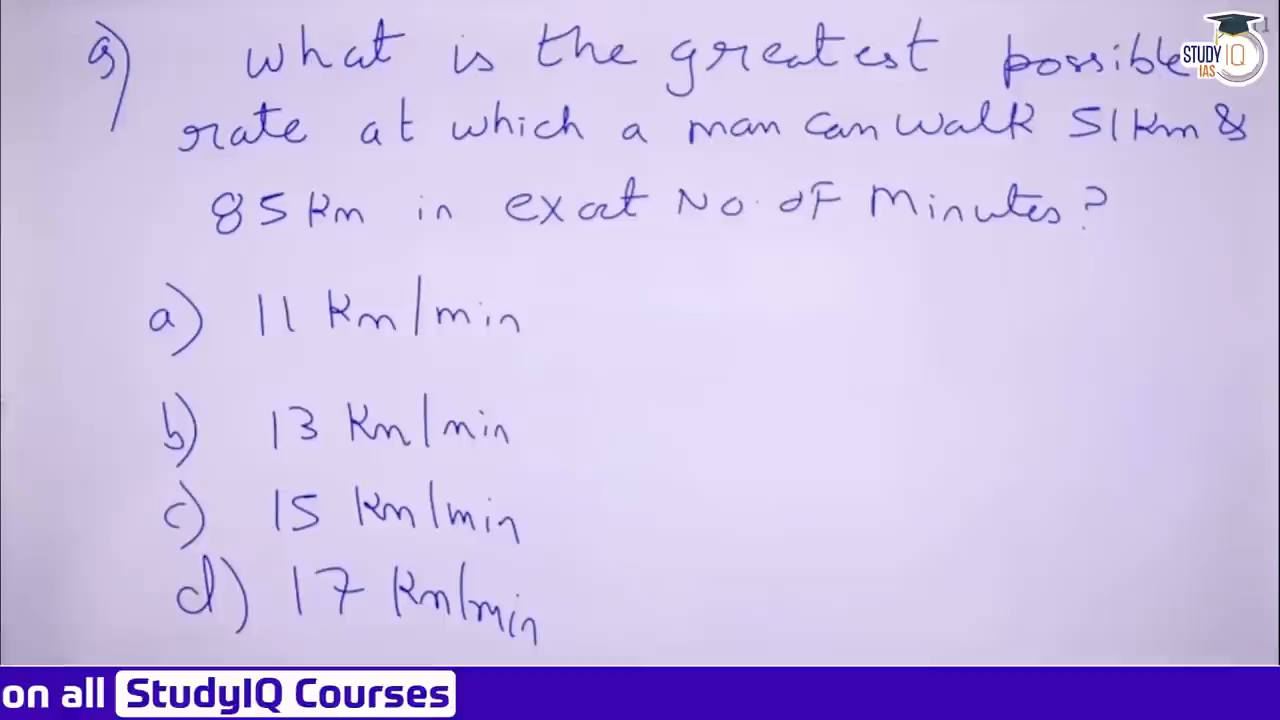 Q) What is the greatest possible
rate at which a man can walk 51 Km &
85 Km in exact No. of Minutes?
a) 11 Km/min
b) 13 Km/min
c) 15 Km/min
d) 17 Km/min
STUDY IQ
IAS
on all StudyIQ Courses